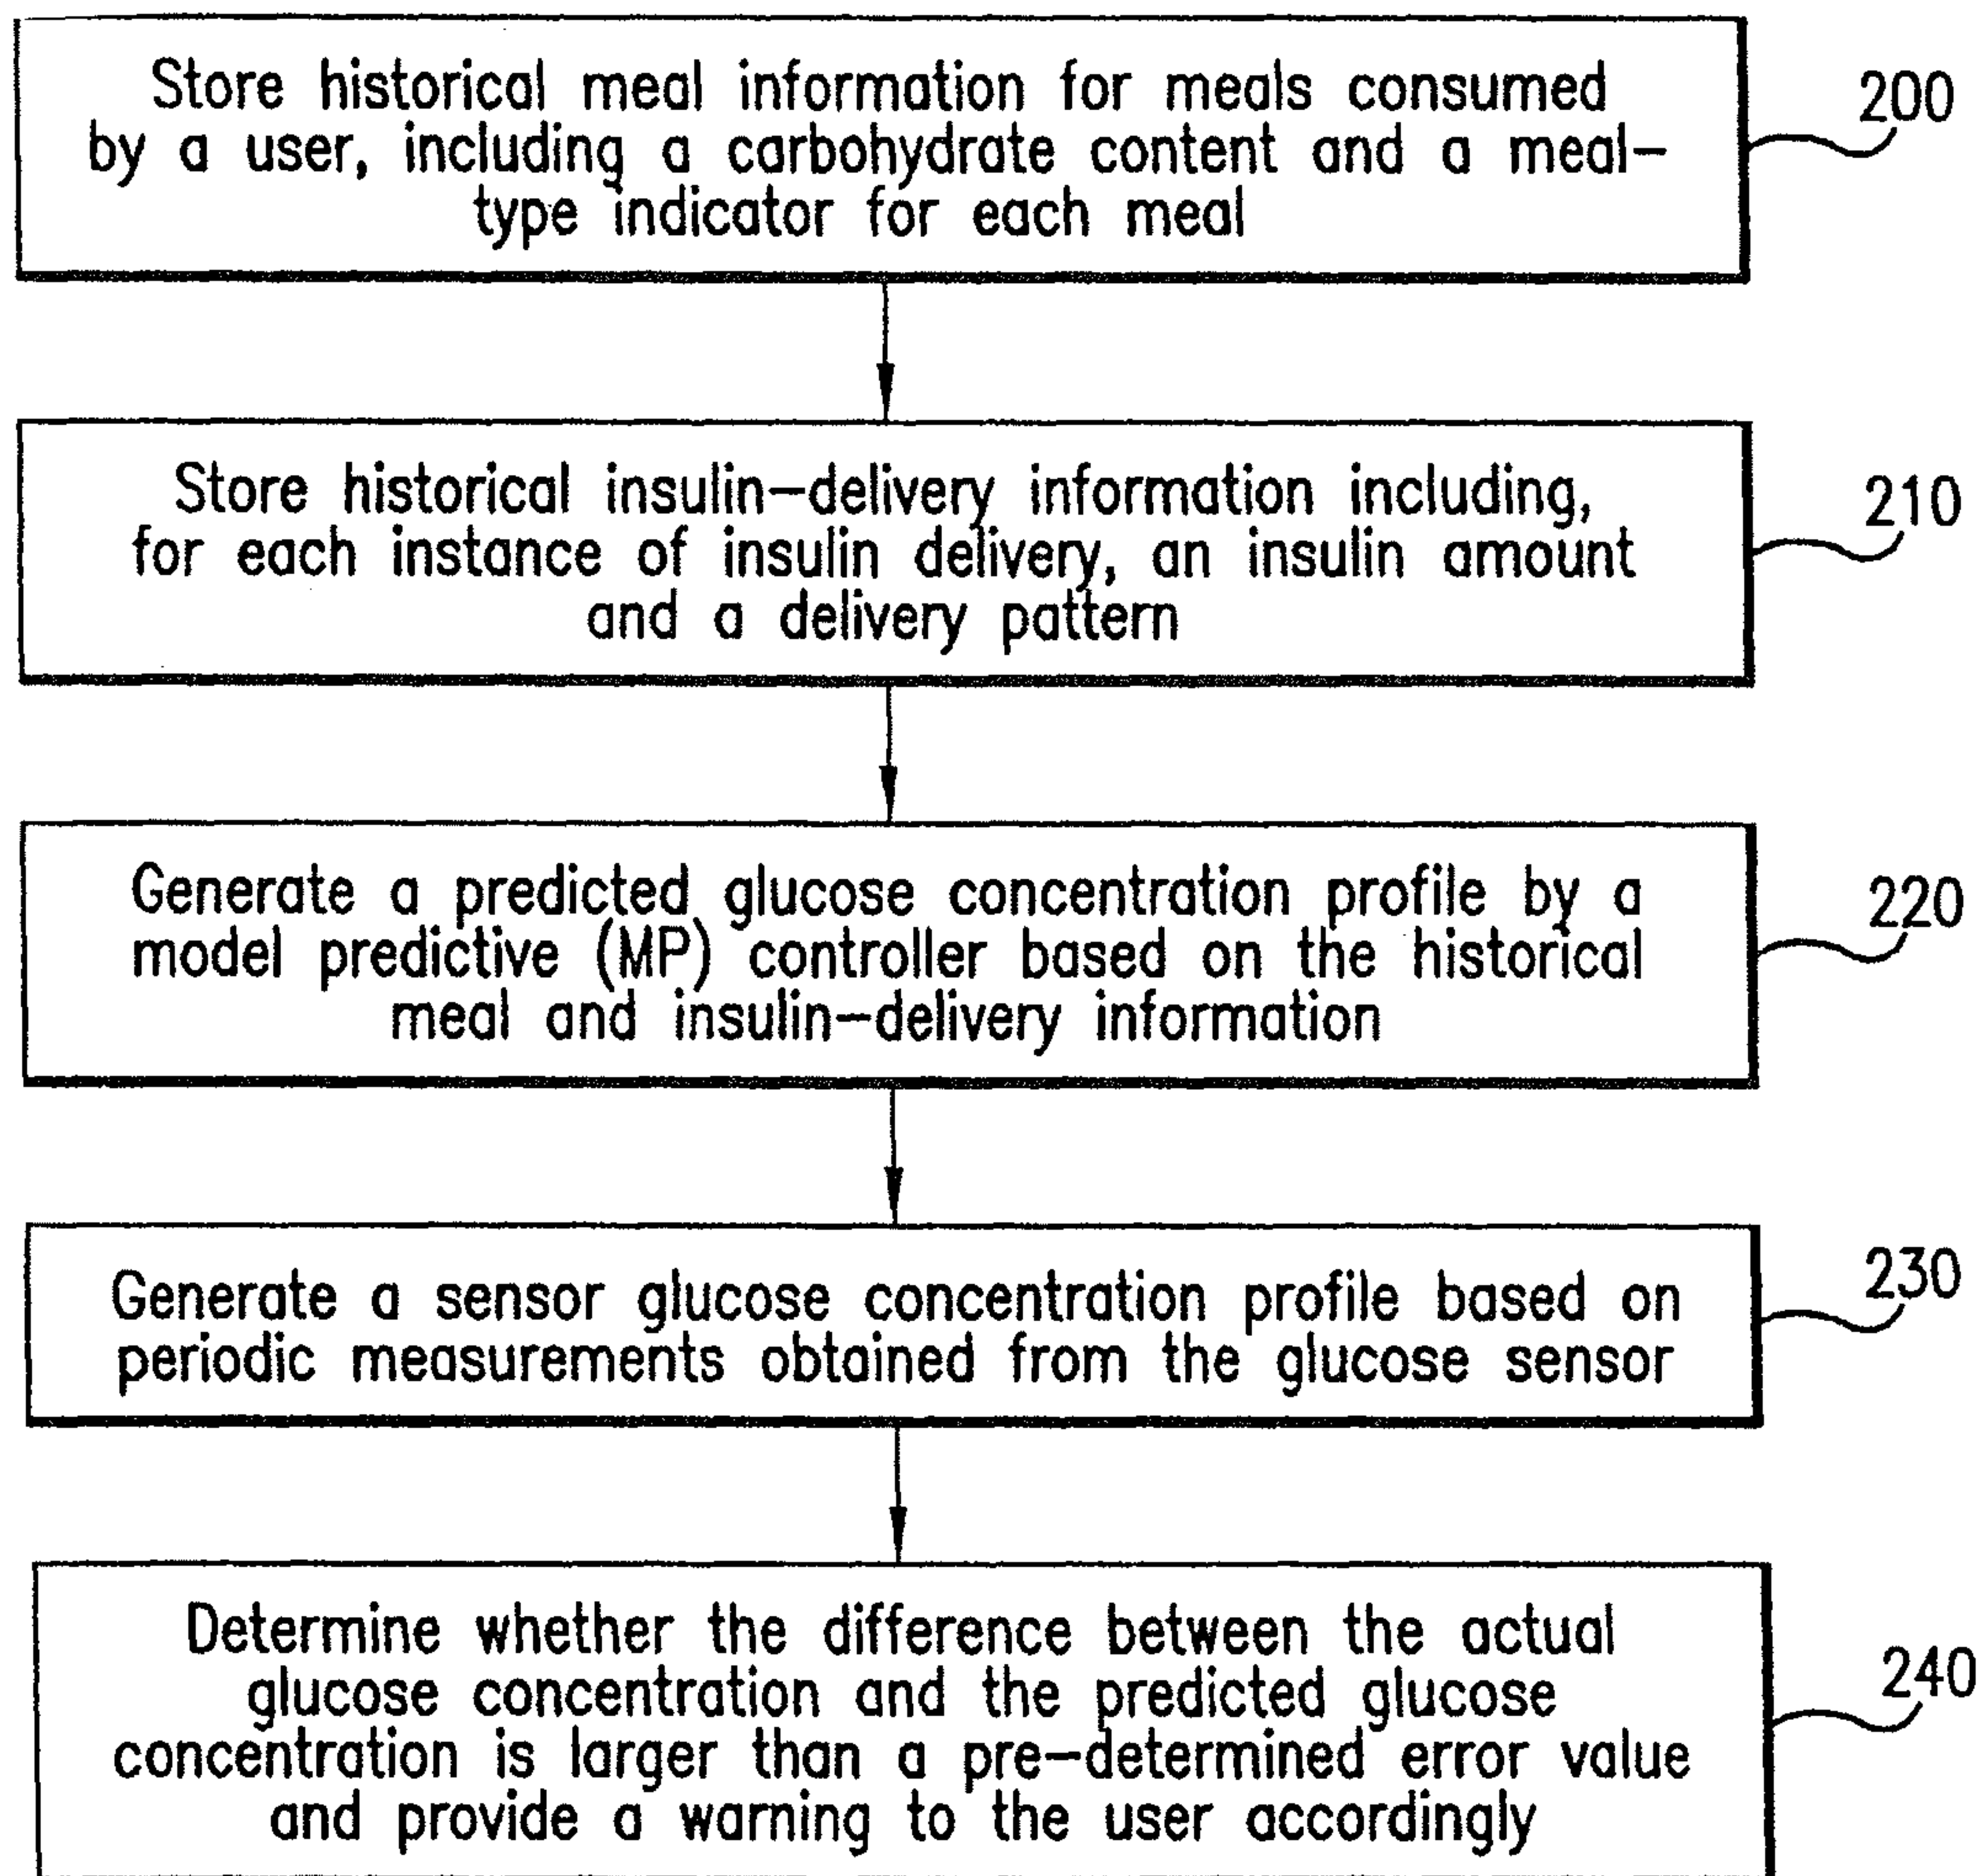 Store historical meal information for meals consumed
by a user, including a carbohydrate content and a meal-
type indicator for each meal
200
Store historical insulin-delivery information including,
for each instance of insulin delivery, an insulin amount
and a delivery pattern
210
Generate a predicted glucose concentration profile by a
model predictive (MP) controller based on the historical
meal and insulin-delivery information
220
Generate a sensor glucose concentration profile based on
periodic measurements obtained from the glucose sensor
230
Determine whether the difference between the actual
glucose concentration and the predicted glucose
concentration is larger than a pre-determined error value
and provide a warning to the user accordingly
240